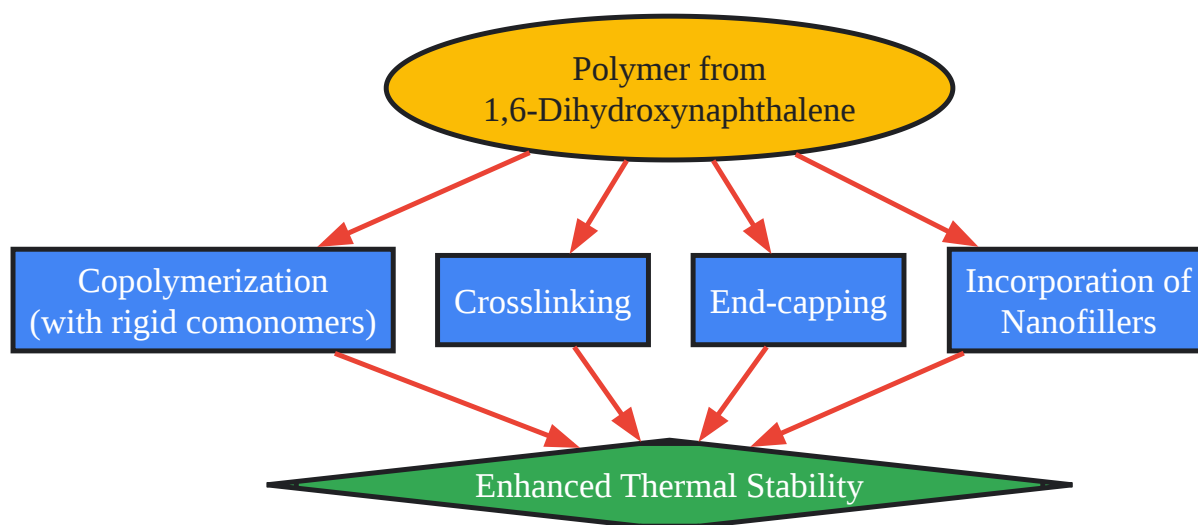 Polymer from
1,6-Dihydroxynaphthalene
Copolymerization
(with rigid comonomers)
Crosslinking
End-capping
Incorporation of
Nanofillers
Enhanced Thermal Stability